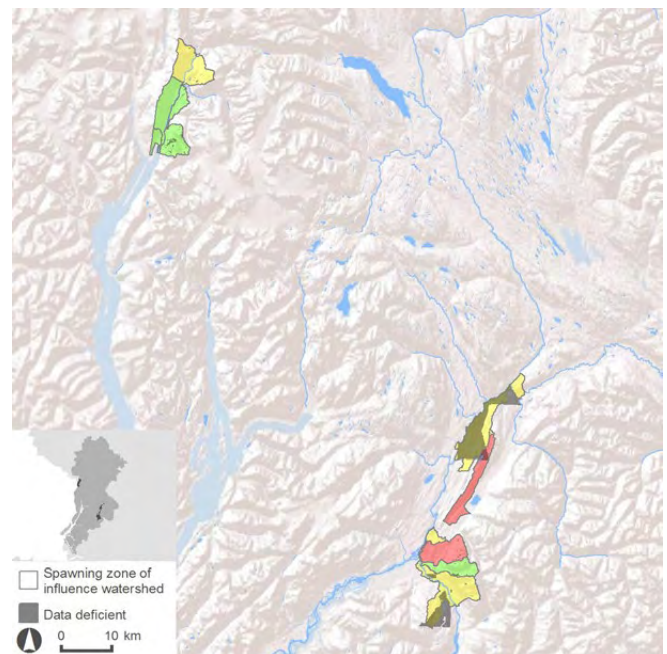 Spawning zone of
influence watershed
Data deficient
0 10 km